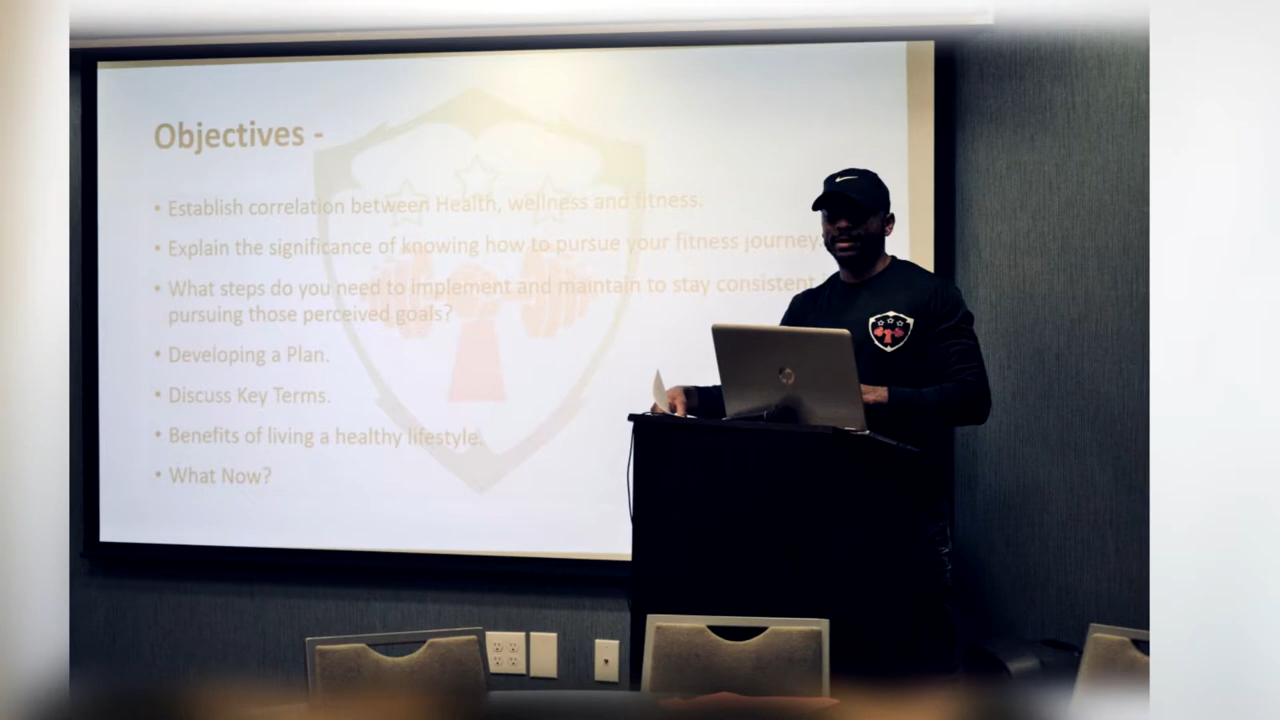 Objectives -
• Establish correlation between Health, wellness and fitness.
• Explain the significance of knowing how to pursue your fitness journey.
• What steps do you need to implement and maintain to stay consistent
pursuing those perceived goals?
• Developing a Plan.
• Discuss Key Terms.
• Benefits of living a healthy lifestyle.
• What Now?
hp